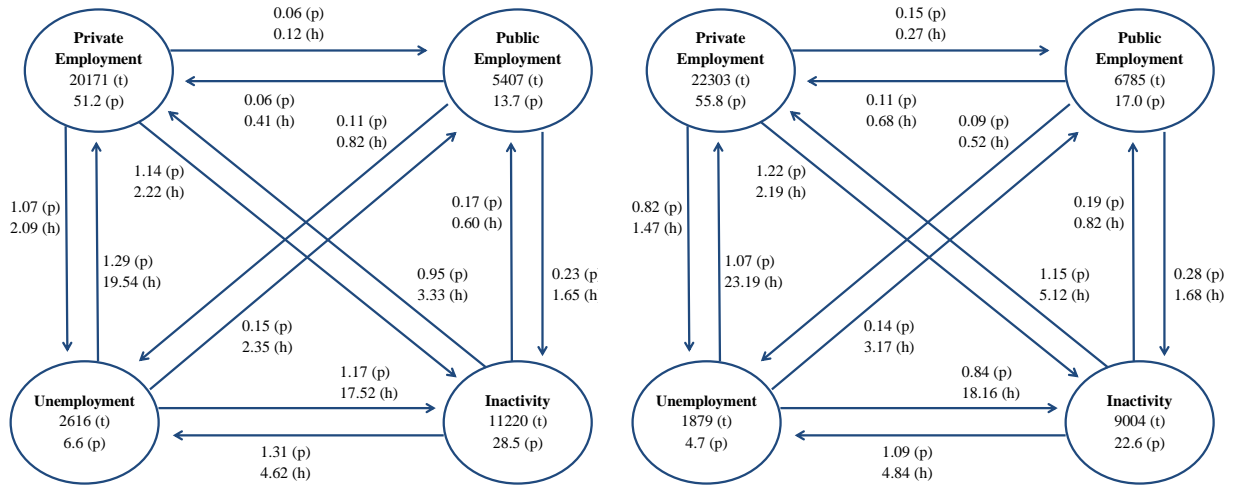 0.06 (p)
0.12 (h)
Private
Employment
20171 (t)
51.2 (p)
Public
Employment
5407 (t)
13.7 (p)
0.06 (p)
0.41 (h)
0.11 (p)
0.82 (h)
1.14 (p)
2.22 (h)
1.07 (p)
2.09 (h)
0.17 (p)
0.60 (h)
1.29 (p)
19.54 (h)
0.95 (p)
3.33 (h)
0.23 (p
1.65 (h
0.15 (p)
2.35 (h)
1.17 (p)
17.52 (h)
Unemployment
2616 (t)
6.6 (p)
Inactivity
11220 (t)
28.5 (p)
1.31 (p)
4.62 (h)
0.15 (p)
0.27 (h)
Private
Employment
22303 (t)
55.8 (p)
Public
Employment
6785 (t)
17.0 (p)
0.11 (p)
0.68 (h)
0.09 (p)
0.52 (h)
1.22 (p)
2.19 (h)
0.82 (p)
1.47 (h)
0.19 (p)
0.82 (h)
1.07 (p)
23.19 (h)
1.15 (p)
5.12 (h)
0.28 (p)
1.68 (h)
0.14 (p)
3.17 (h)
0.84 (p)
18.16 (h)
Unemployment
1879 (t)
4.7 (p)
Inactivity
9004 (t)
22.6 (p)
1.09 (p)
4.84 (h)